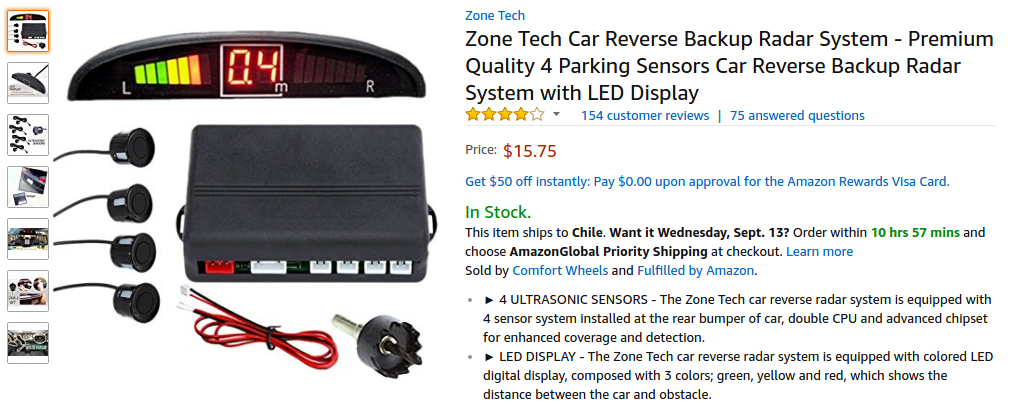 0.4
L m R
Zone Tech
Zone Tech Car Reverse Backup Radar System - Premium
Quality 4 Parking Sensors Car Reverse Backup Radar
System with LED Display
154 customer reviews | 75 answered questions
Price: $15.75
Get $50 off instantly: Pay $0.00 upon approval for the Amazon Rewards Visa Card.
In Stock.
This item ships to Chile. Want it Wednesday, Sept. 13? Order within 10 hrs 57 mins and
choose AmazonGlobal Priority Shipping at checkout. Learn more
Sold by Comfort Wheels and Fulfilled by Amazon.
• ► 4 ULTRASONIC SENSORS - The Zone Tech car reverse radar system is equipped with
4 sensor system installed at the rear bumper of car, double CPU and advanced chipset
for enhanced coverage and detection.
• ► LED DISPLAY - The Zone Tech car reverse radar system is equipped with colored LED
digital display, composed with 3 colors; green, yellow and red, which shows the
distance between the car and obstacle.